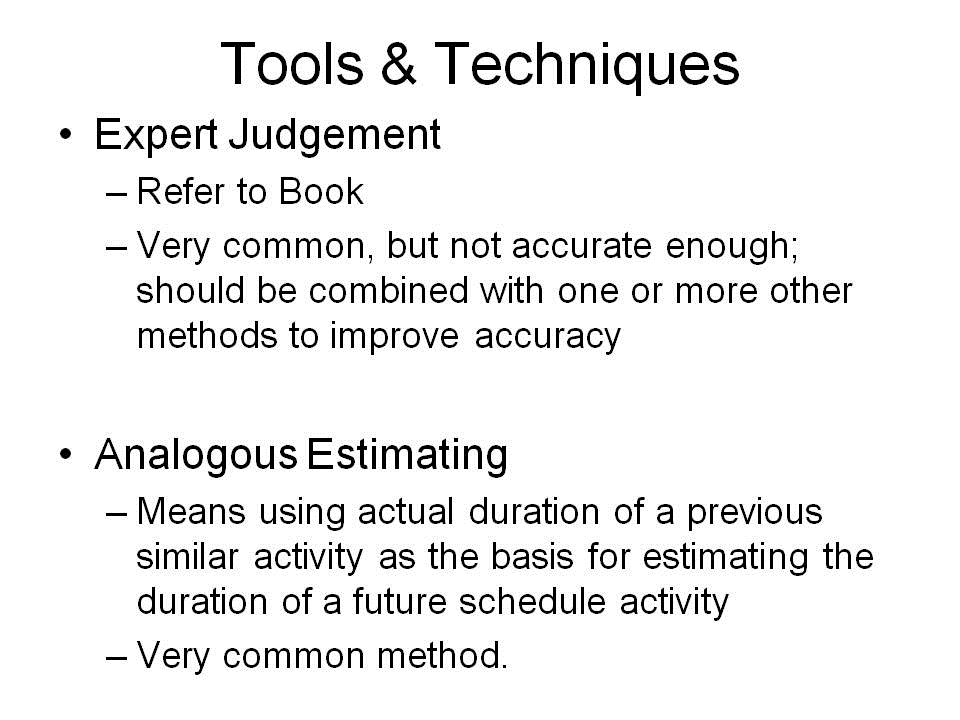 Tools & Techniques
• Expert Judgement
– Refer to Book
– Very common, but not accurate enough;
should be combined with one or more other
methods to improve accuracy
• Analogous Estimating
– Means using actual duration of a previous
similar activity as the basis for estimating the
duration of a future schedule activity
– Very common method.